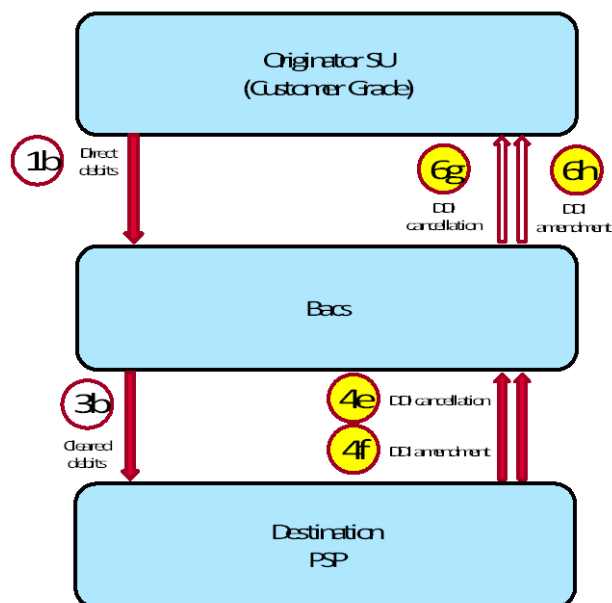 Originator SU
(Customer Grade)
1b
Direct
debits
6g
6h
DDI
cancellation
DDI
amendment
Bacs
3b
Cleared
debits
4e
DDI cancellation
4f
DDI amendment
Destination
PSP